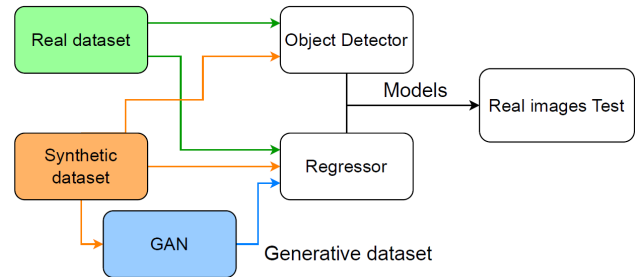 Real dataset
Object Detector
Models
Real images Test
Synthetic
dataset
Regressor
GAN
Generative dataset